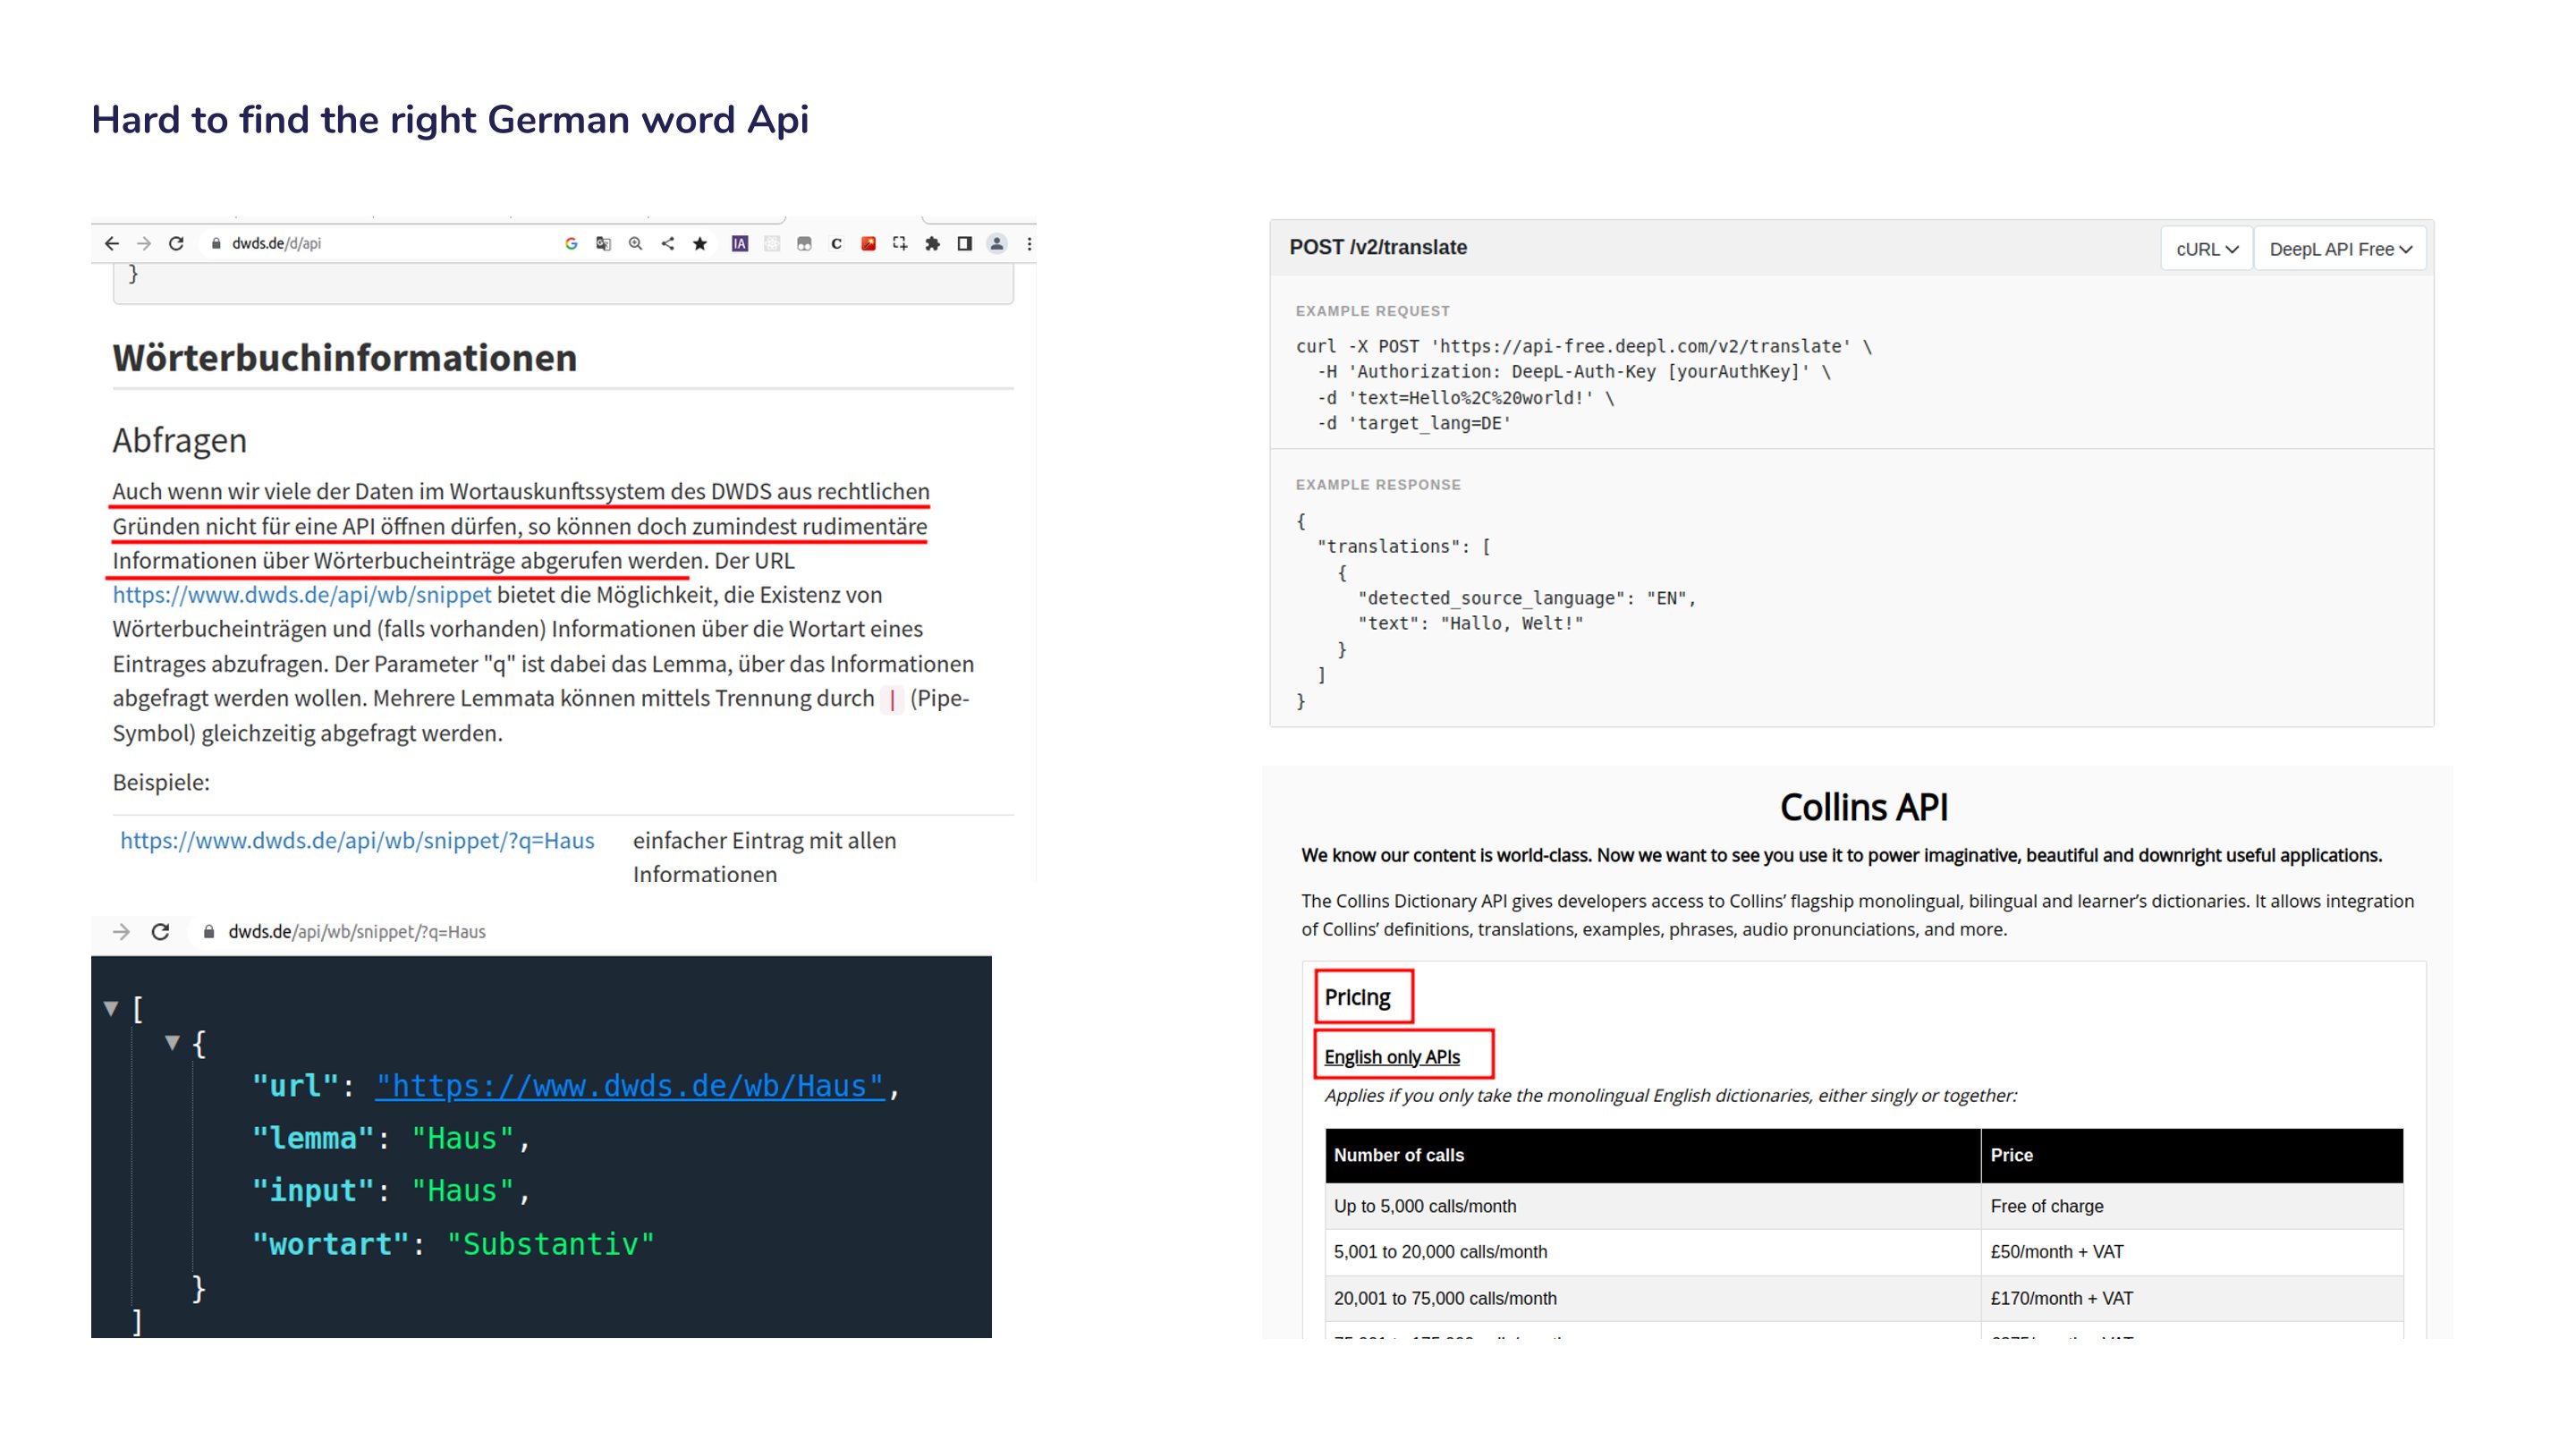 Hard to find the right German word Api
dwds.de/d/api
}
Wörterbuchinformationen
Abfragen
Auch wenn wir viele der Daten im Wortauskunftssystem des DWDS aus rechtlichen
Gründen nicht für eine API öffnen dürfen, so können doch zumindest rudimentäre
Informationen über Wörterbucheinträge abgerufen werden. Der URL
https://www.dwds.de/api/wb/snippet bietet die Möglichkeit, die Existenz von
Wörterbucheinträgen und (falls vorhanden) Informationen über die Wortart eines
Eintrages abzufragen. Der Parameter "q" ist dabei das Lemma, über das Informationen
abgefragt werden wollen. Mehrere Lemmata können mittels Trennung durch | (Pipe-
Symbol) gleichzeitig abgefragt werden.
Beispiele:
https://www.dwds.de/api/wb/snippet/?q=Haus einfacher Eintrag mit allen
Informationen
dwds.de/api/wb/snippet/?q=Haus
[
{
"url": "https://www.dwds.de/wb/Haus",
"lemma": "Haus",
"input": "Haus",
"wortart": "Substantiv"
}
]
POST /v2/translate cURL DeepL API Free
EXAMPLE REQUEST
curl -X POST 'https://api-free.deepl.com/v2/translate' \
-H 'Authorization: DeepL-Auth-Key [yourAuthKey]' \
-d 'text=Hello%2C%20world!' \
-d 'target_lang=DE'
EXAMPLE RESPONSE
{
"translations": [
{
"detected_source_language": "EN",
"text": "Hallo, Welt!"
}
]
}
Collins API
We know our content is world-class. Now we want to see you use it to power imaginative, beautiful and downright useful applications.
The Collins Dictionary API gives developers access to Collins’ flagship monolingual, bilingual and learner’s dictionaries. It allows integration
of Collins’ definitions, translations, examples, phrases, audio pronunciations, and more.
Pricing
English only APIs
Applies if you only take the monolingual English dictionaries, either singly or together:
Number of calls Price
Up to 5,000 calls/month Free of charge
5,001 to 20,000 calls/month £50/month + VAT
20,001 to 75,000 calls/month £170/month + VAT